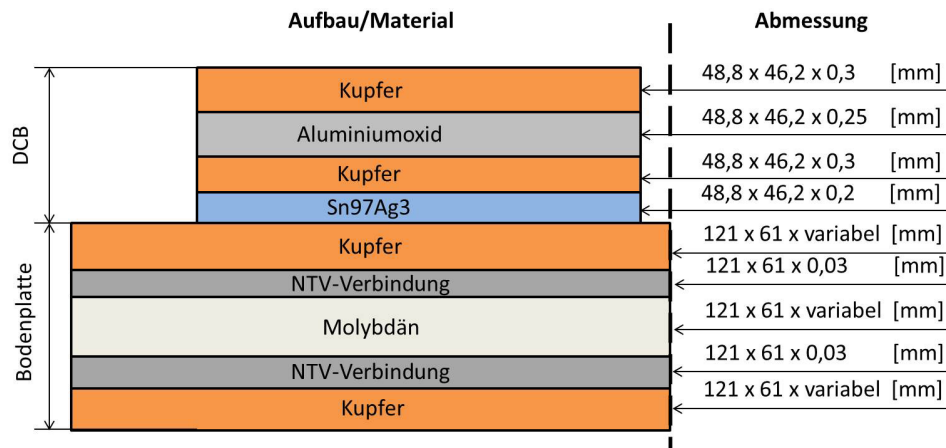 Aufbau/Material Abmessung
DCB
Kupfer 48,8 x 46,2 x 0,3 [mm]
Aluminiumoxid 48,8 x 46,2 x 0,25 [mm]
Kupfer 48,8 x 46,2 x 0,3 [mm]
Sn97Ag3 48,8 x 46,2 x 0,2 [mm]
Bodenplatte
Kupfer 121 x 61 x variabel [mm]
NTV-Verbindung 121 x 61 x 0,03 [mm]
Molybdän 121 x 61 x variabel [mm]
NTV-Verbindung 121 x 61 x 0,03 [mm]
Kupfer 121 x 61 x variabel [mm]